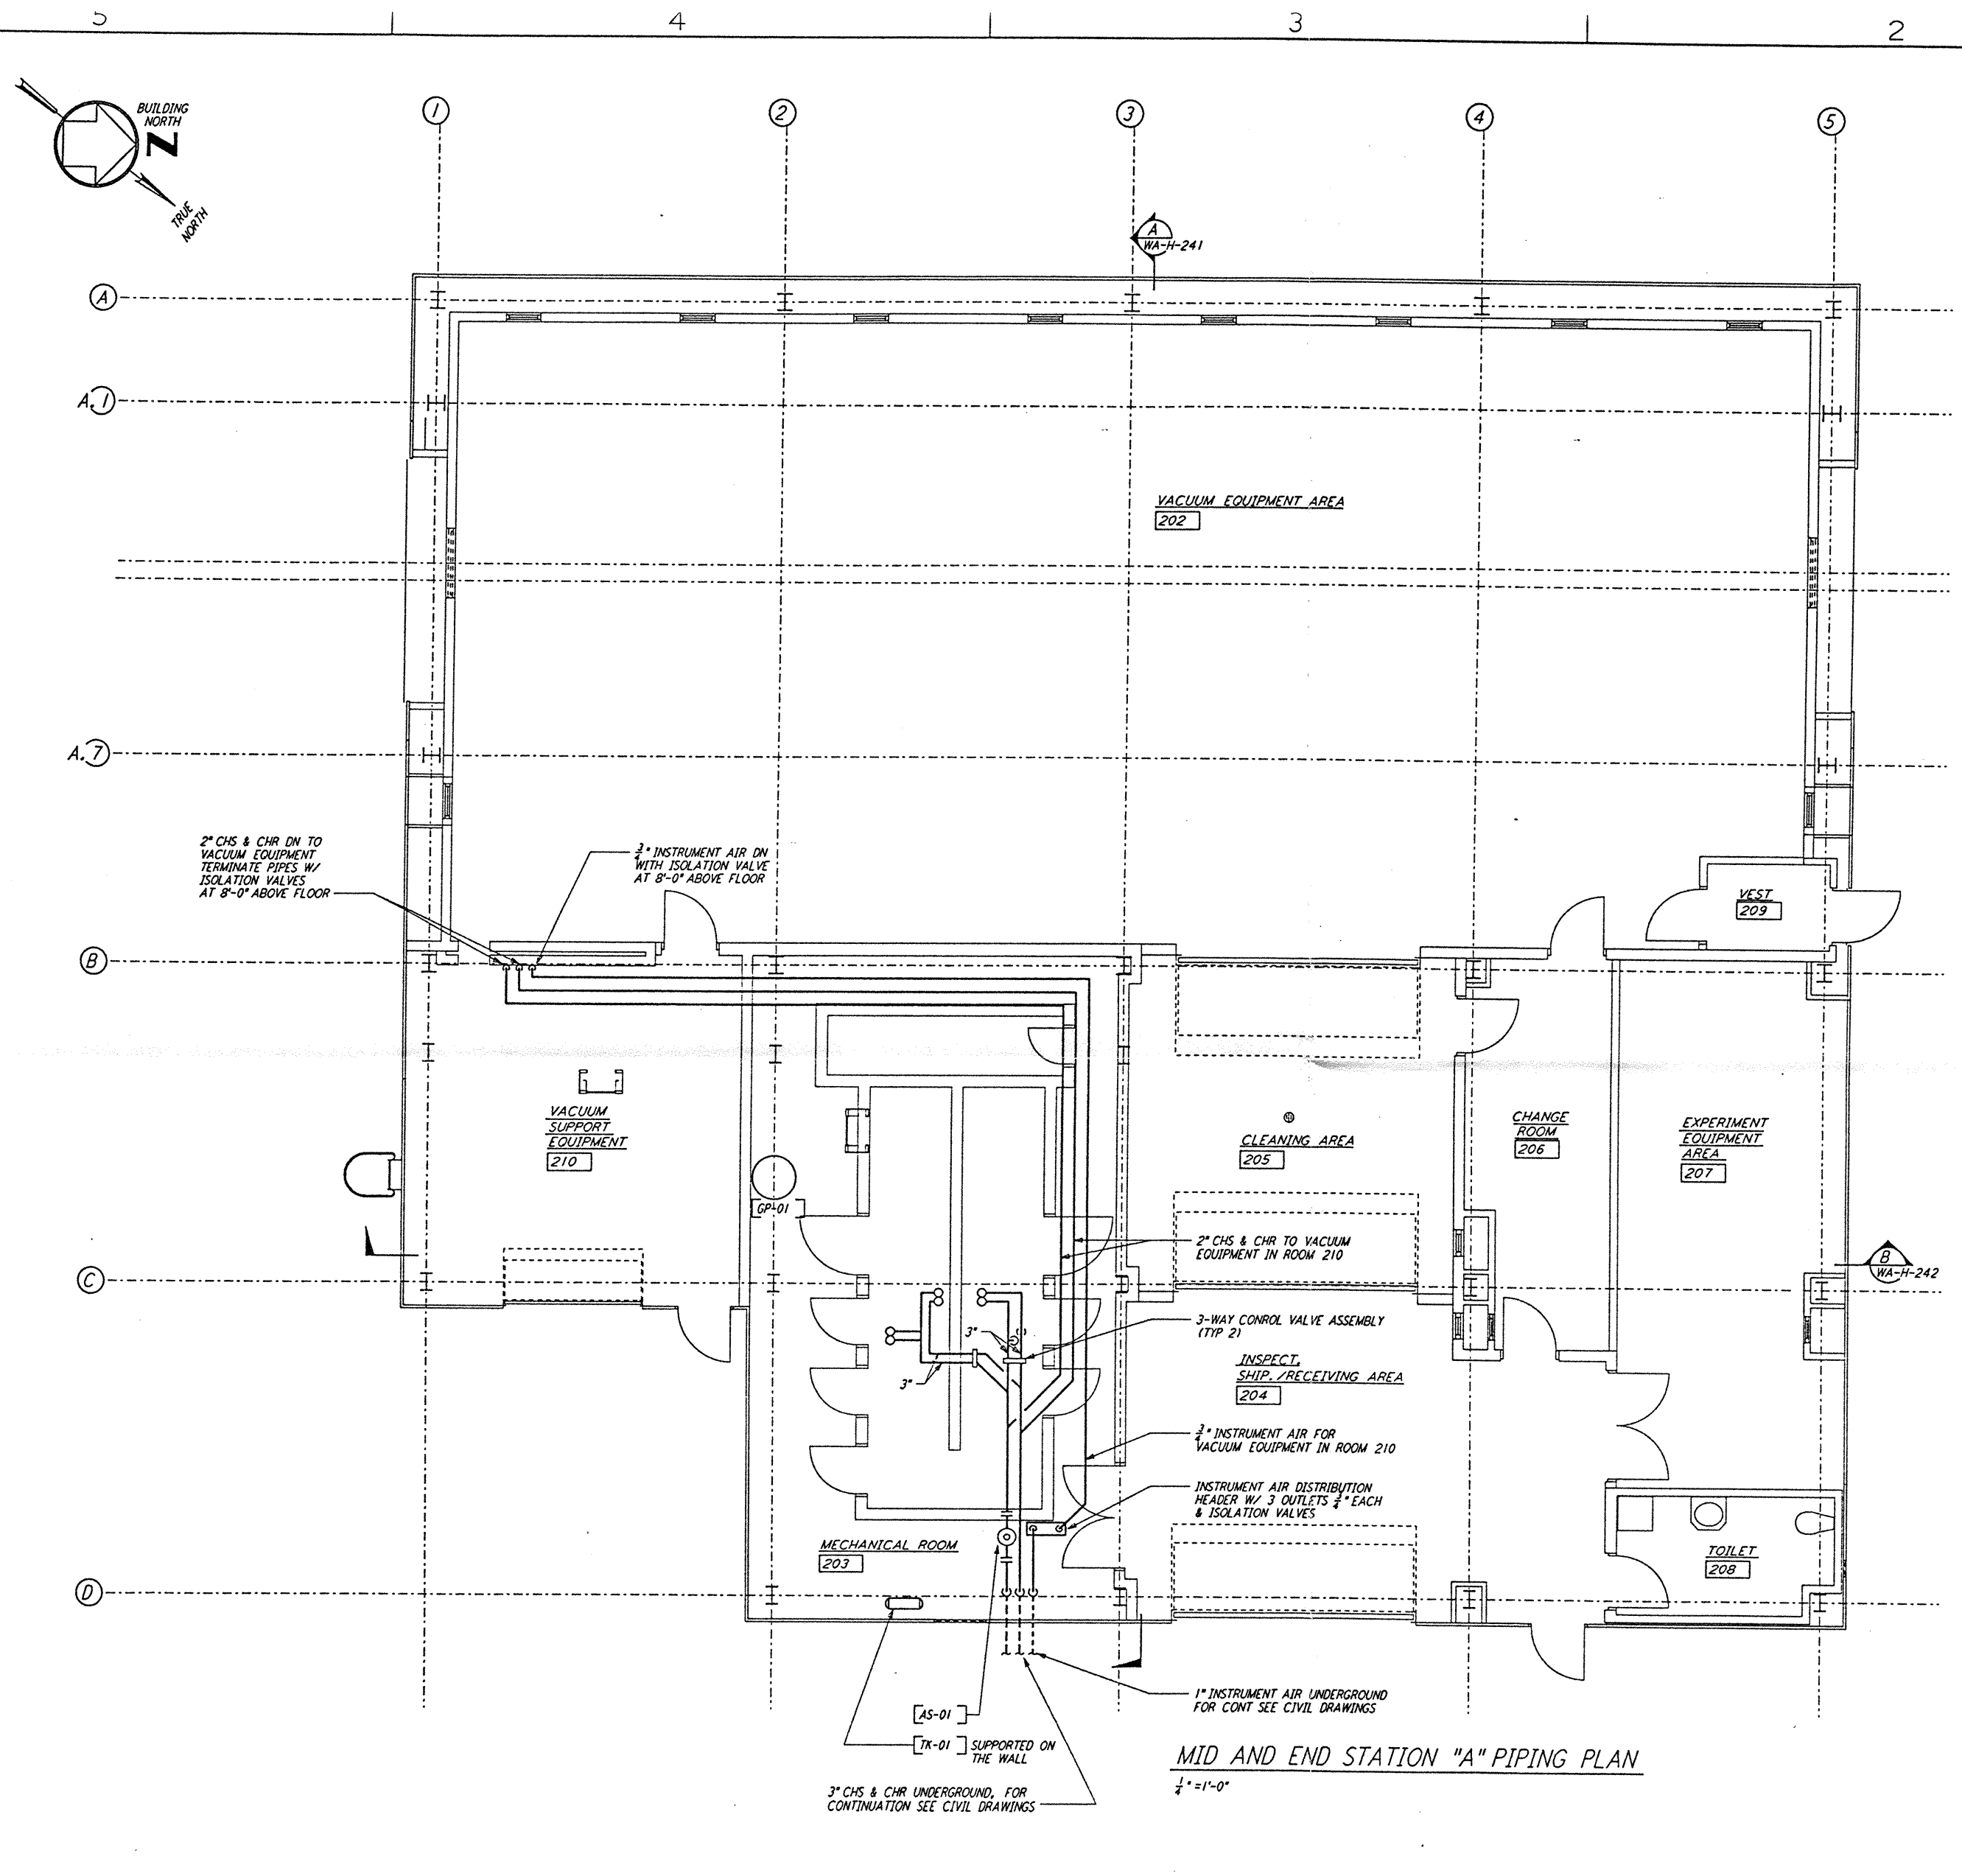 5 4 3 2
BUILDING
NORTH
N
TRUE
NORTH
1 2 3 4 5
A
WA-H-241
A
A.1
VACUUM EQUIPMENT AREA
202
A.7
2" CHS & CHR DN TO
VACUUM EQUIPMENT
TERMINATE PIPES W/
ISOLATION VALVES
AT 8'-0" ABOVE FLOOR
3/4" INSTRUMENT AIR DN
WITH ISOLATION VALVE
AT 8'-0" ABOVE FLOOR
VEST
209
B
VACUUM
SUPPORT
EQUIPMENT
210
GP-01
CLEANING AREA
205
CHANGE
ROOM
206
EXPERIMENT
EQUIPMENT
AREA
207
2" CHS & CHR TO VACUUM
EQUIPMENT IN ROOM 210
B
WA-H-242
C
3"
3"
3-WAY CONROL VALVE ASSEMBLY
(TYP 2)
INSPECT.
SHIP./RECEIVING AREA
204
3/4" INSTRUMENT AIR FOR
VACUUM EQUIPMENT IN ROOM 210
INSTRUMENT AIR DISTRIBUTION
HEADER W/ 3 OUTLETS 3/4" EACH
& ISOLATION VALVES
MECHANICAL ROOM
203
TOILET
208
D
1" INSTRUMENT AIR UNDERGROUND
FOR CONT SEE CIVIL DRAWINGS
AS-01
TK-01 SUPPORTED ON
THE WALL
3" CHS & CHR UNDERGROUND, FOR
CONTINUATION SEE CIVIL DRAWINGS
MID AND END STATION "A" PIPING PLAN
1/4" =1'-0"